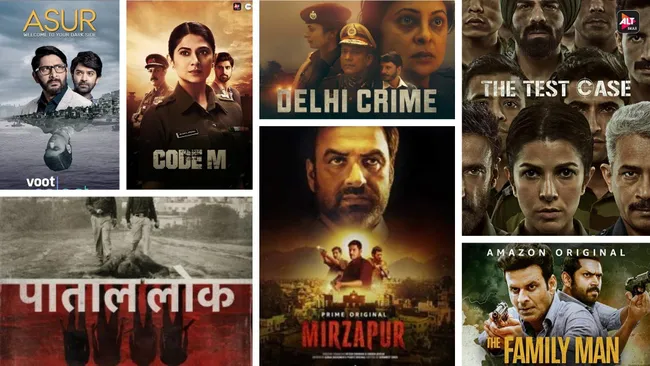 ASUR
WELCOME TO YOUR DARK SIDE
voot
CODE M
DELHI CRIME
ALT
THE TEST CASE
पाताल लोक
PRIME ORIGINAL
MIRZAPUR
AMAZON ORIGINAL
THE FAMILY MAN